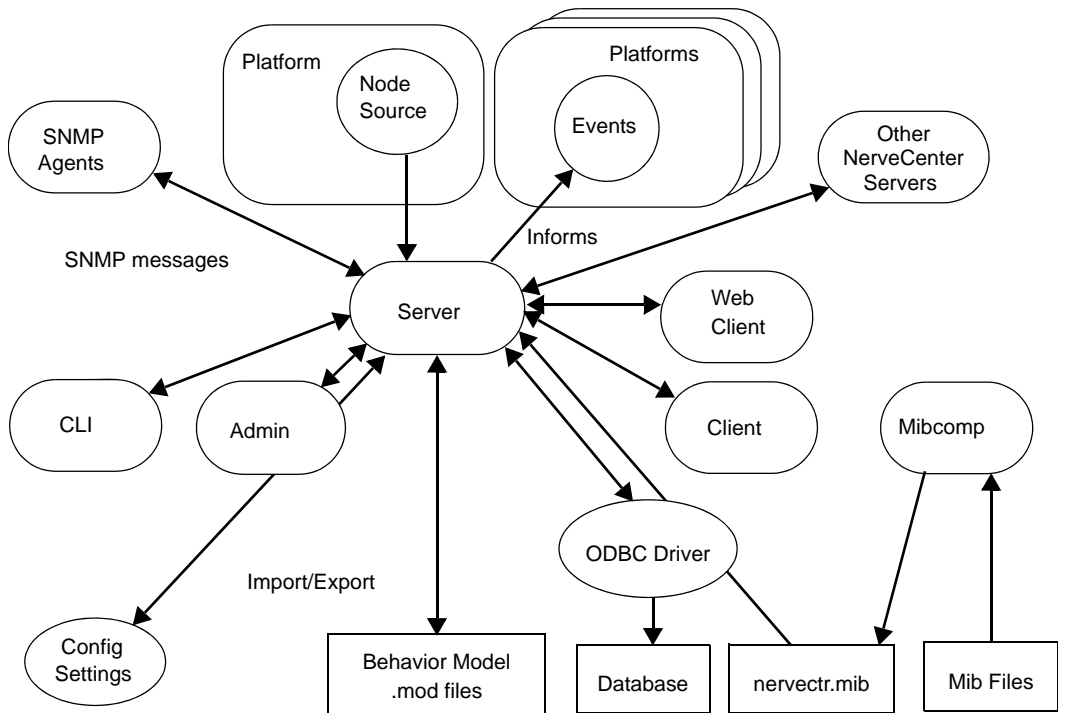 Platform
Node
Source
Platforms
Events
SNMP
Agents
Other
NerveCenter
Servers
Informs
SNMP messages
Server
Web
Client
CLI
Admin
Client
Mibcomp
ODBC Driver
Import/Export
Config
Settings
Behavior Model
.mod files
Database
nervectr.mib
Mib Files